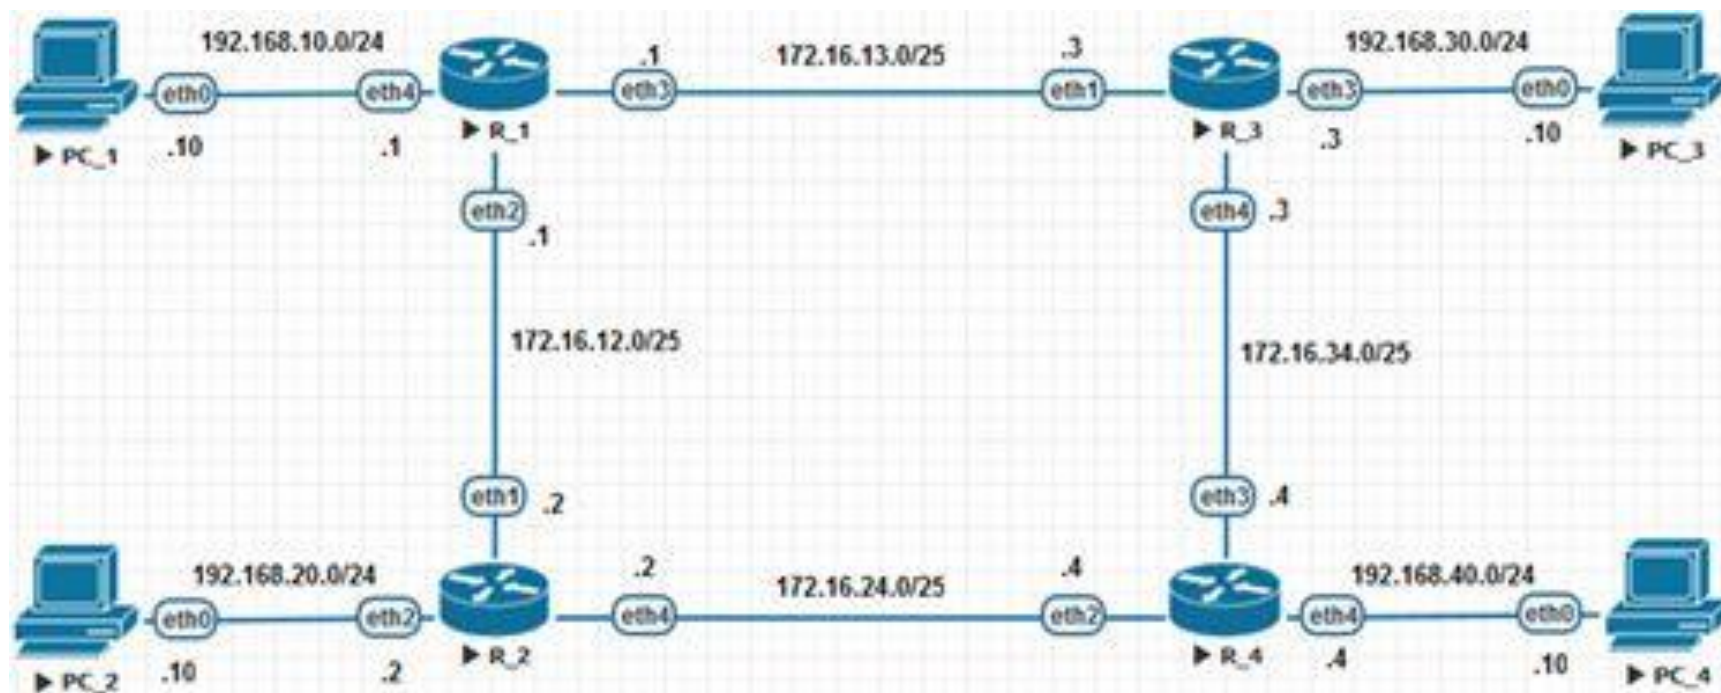 192.168.10.0/24
.1
172.16.13.0/25
.3
192.168.30.0/24
eth0
eth4
eth3
eth1
eth3
eth0
PC_1
.10
.1
R_1
R_3
.3
.10
PC_3
eth2
.1
eth4
.3
172.16.12.0/25
172.16.34.0/25
eth1
.2
eth3
.4
192.168.20.0/24
.2
172.16.24.0/25
.4
192.168.40.0/24
eth0
eth2
eth4
eth2
eth4
eth0
PC_2
.10
.2
R_2
R_4
.4
.10
PC_4